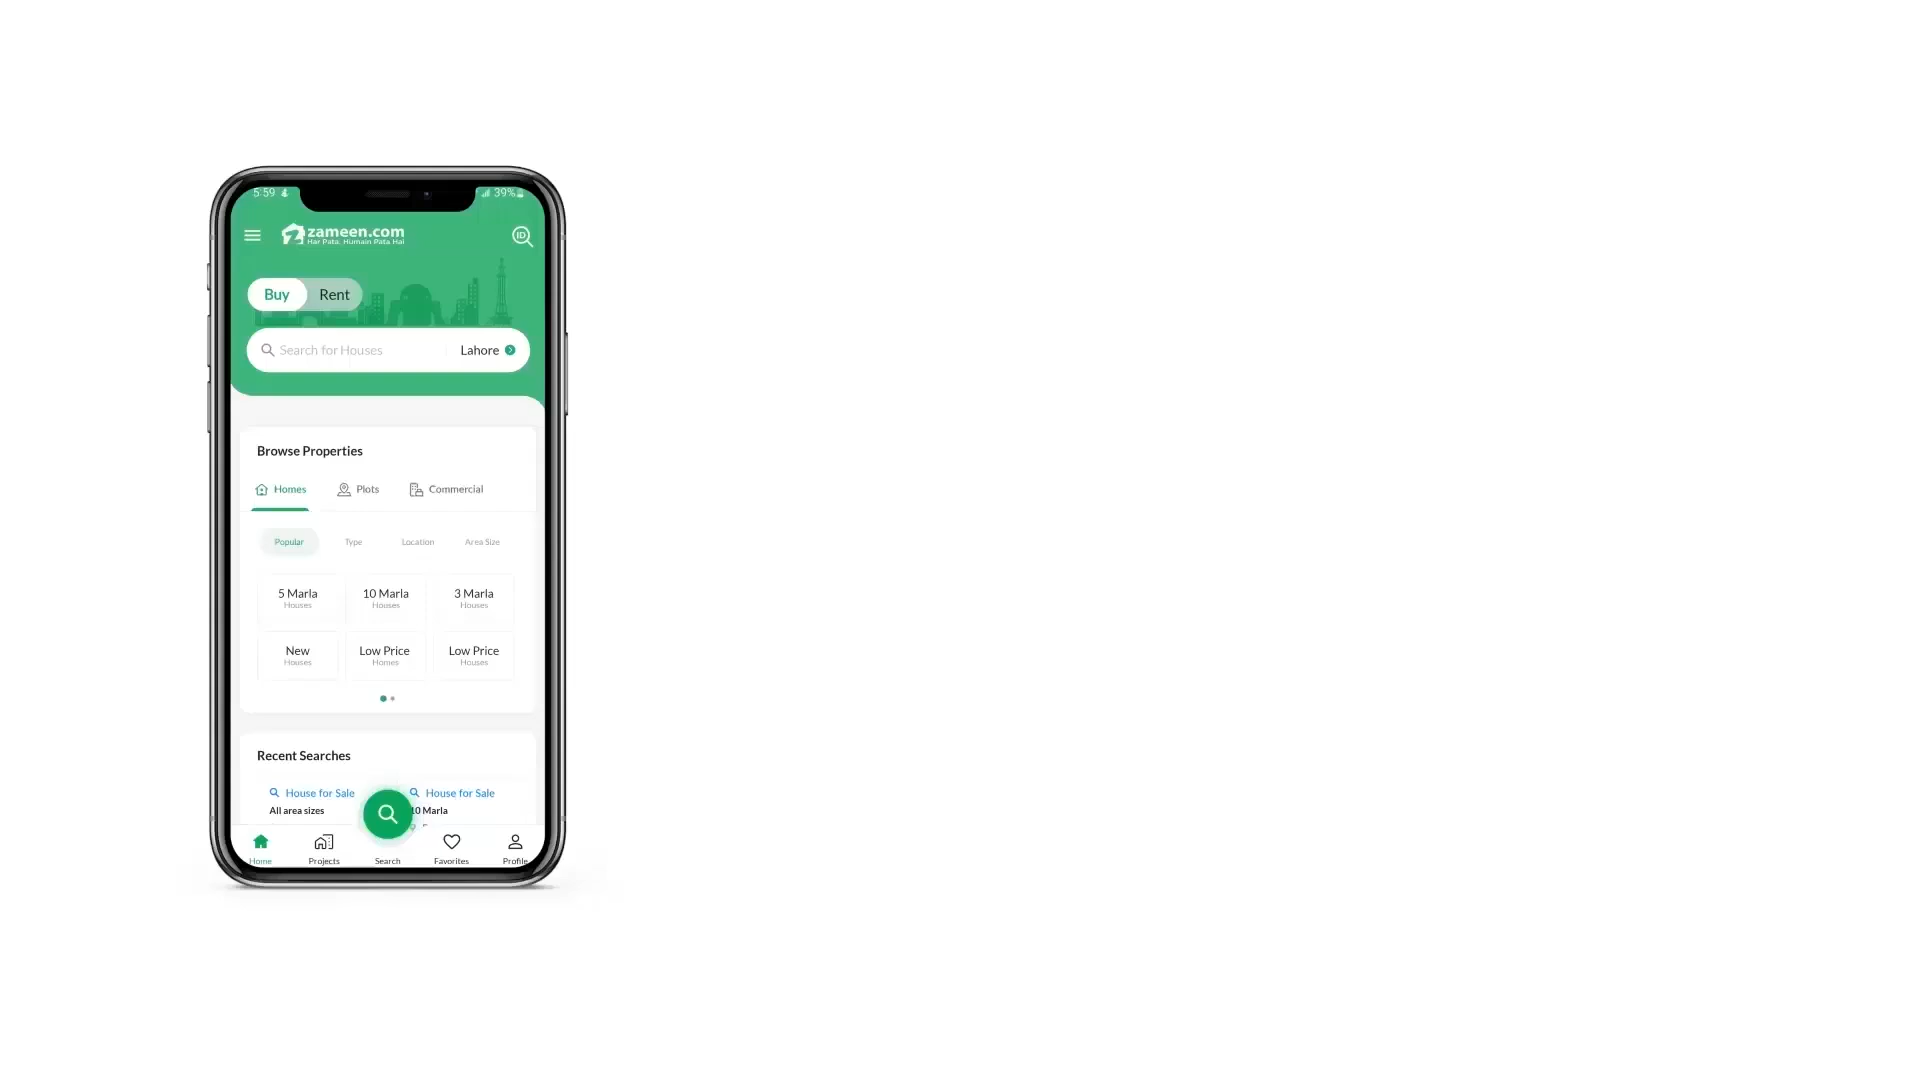 5 59
39%
zameen.com
Har Pata, Humain Pata Hai
ID
Buy
Rent
Search for Houses
Lahore
Browse Properties
Homes
Plots
Commercial
Popular
Type
Location
Area Size
5 Marla
Houses
10 Marla
Houses
3 Marla
Houses
New
Houses
Low Price
Homes
Low Price
Houses
Recent Searches
House for Sale
All area sizes
House for Sale
10 Marla
Home
Projects
Search
Favorites
Profile